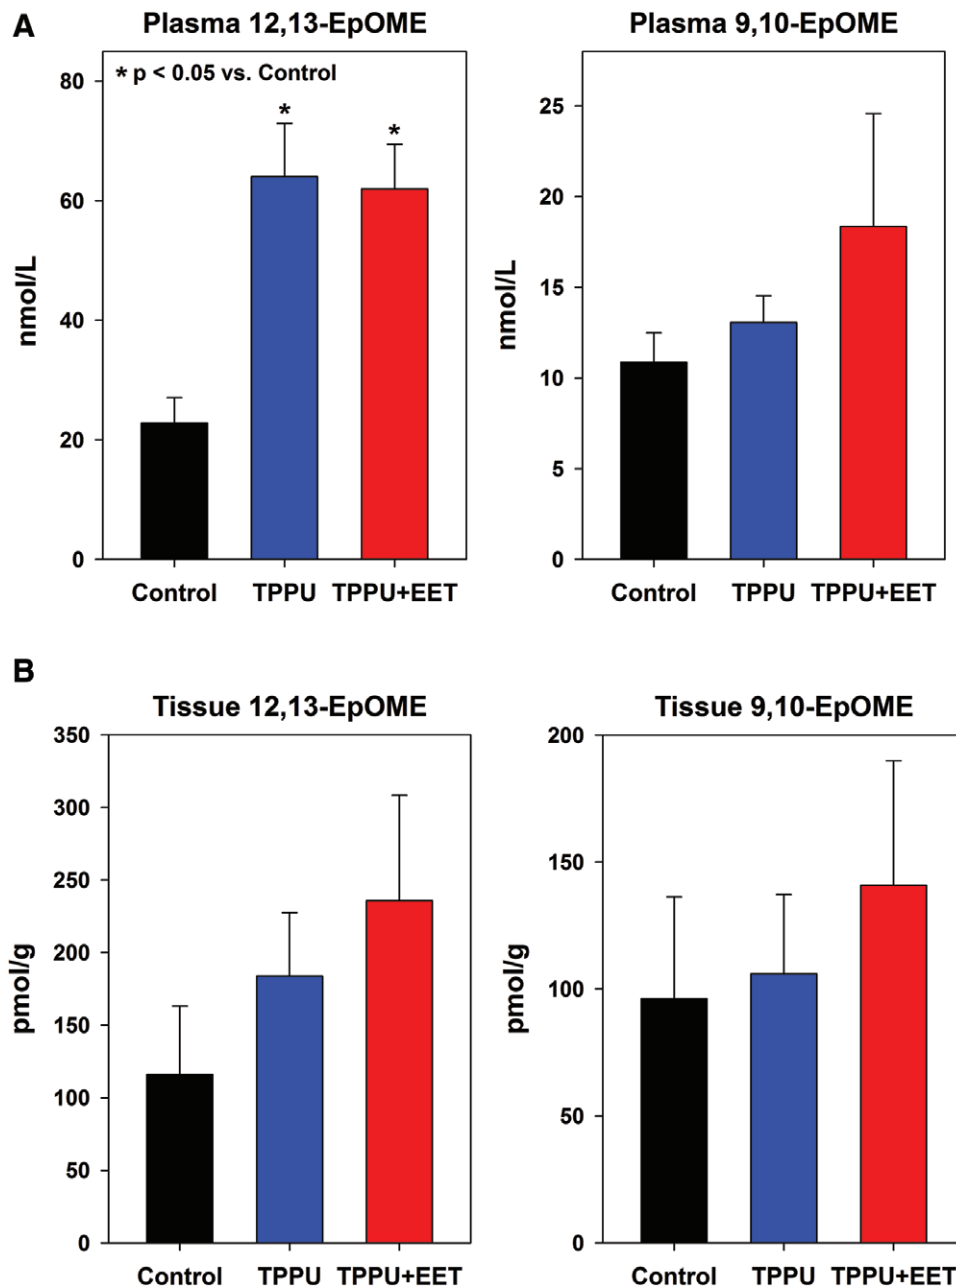 A
Plasma 12,13-EpOME
Plasma 9,10-EpOME
* p < 0.05 vs. Control
80
60
40
20
0
nmol/L
*
*
Control TPPU TPPU+EET
25
20
15
10
5
0
nmol/L
Control TPPU TPPU+EET
B
Tissue 12,13-EpOME
Tissue 9,10-EpOME
350
300
250
200
150
100
50
0
pmol/g
Control TPPU TPPU+EET
200
150
100
50
0
pmol/g
Control TPPU TPPU+EET